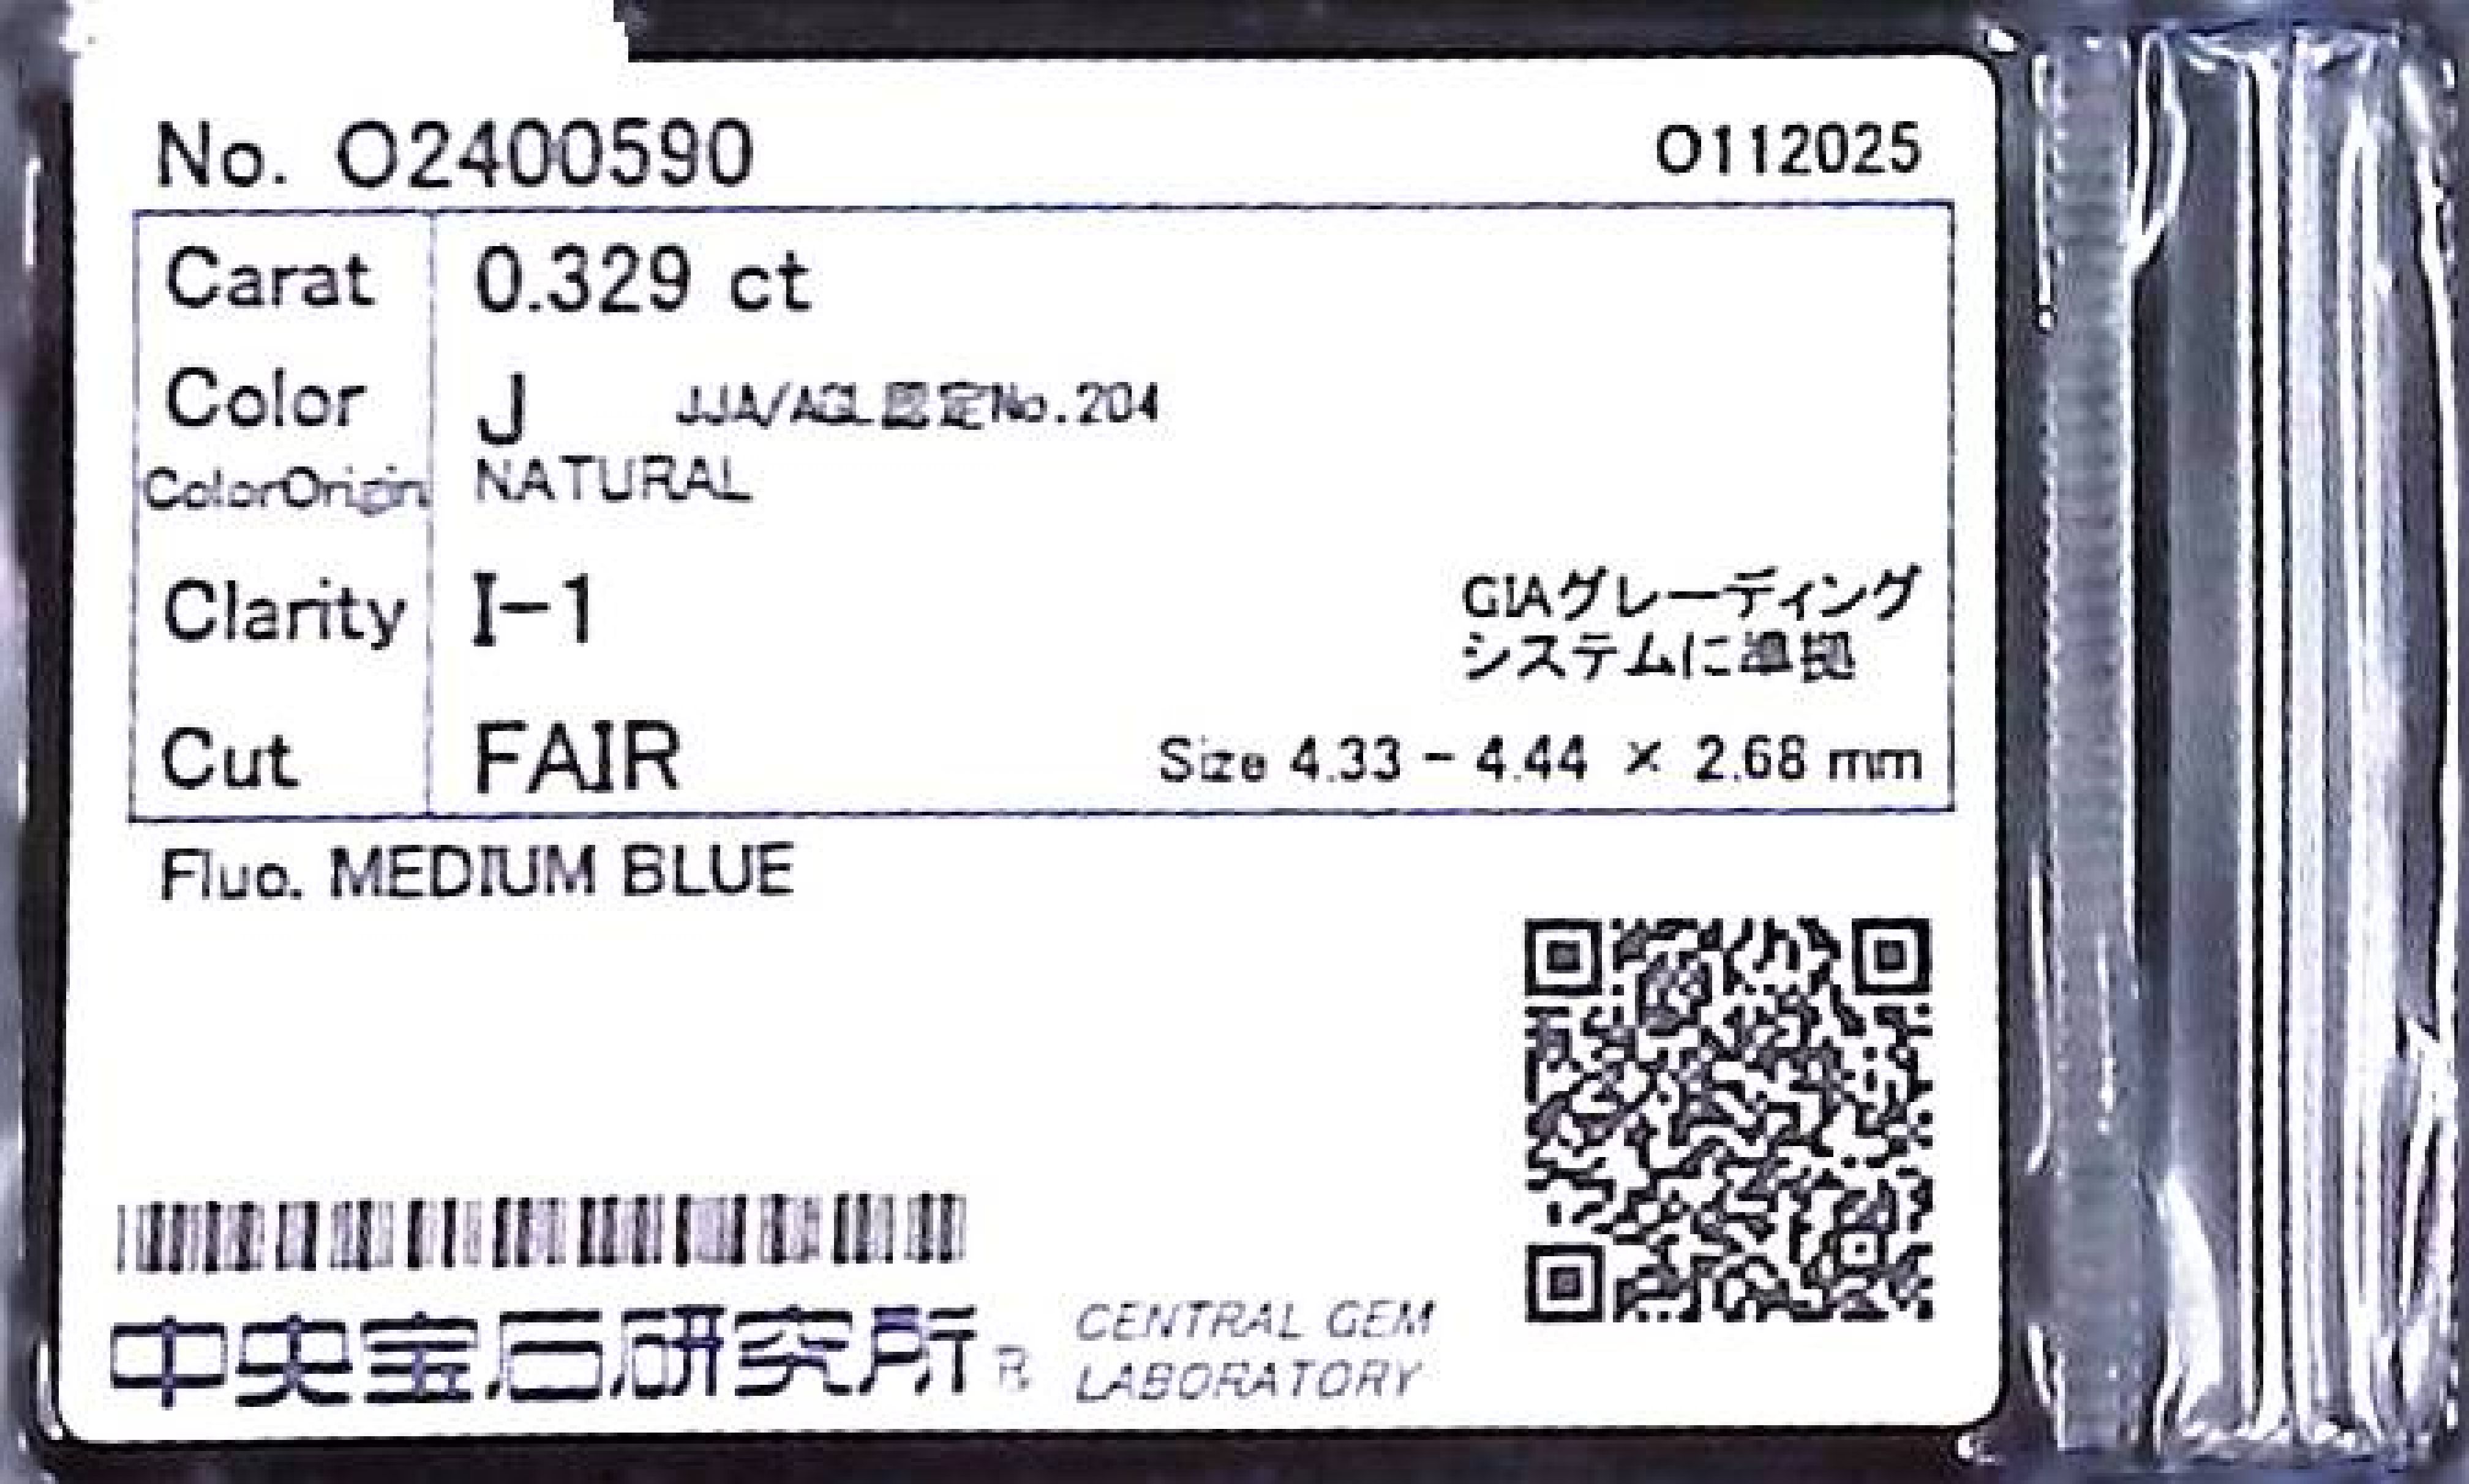 No. O2400590
O112025
Carat 0.329 ct
Color J JJA/AGL認定No.204
ColorOrigin NATURAL
Clarity I-1
GIAグレーディング
システムに準拠
Cut FAIR
Size 4.33 - 4.44 × 2.68 mm
Fluo. MEDIUM BLUE
中央宝石研究所 R
CENTRAL GEM
LABORATORY